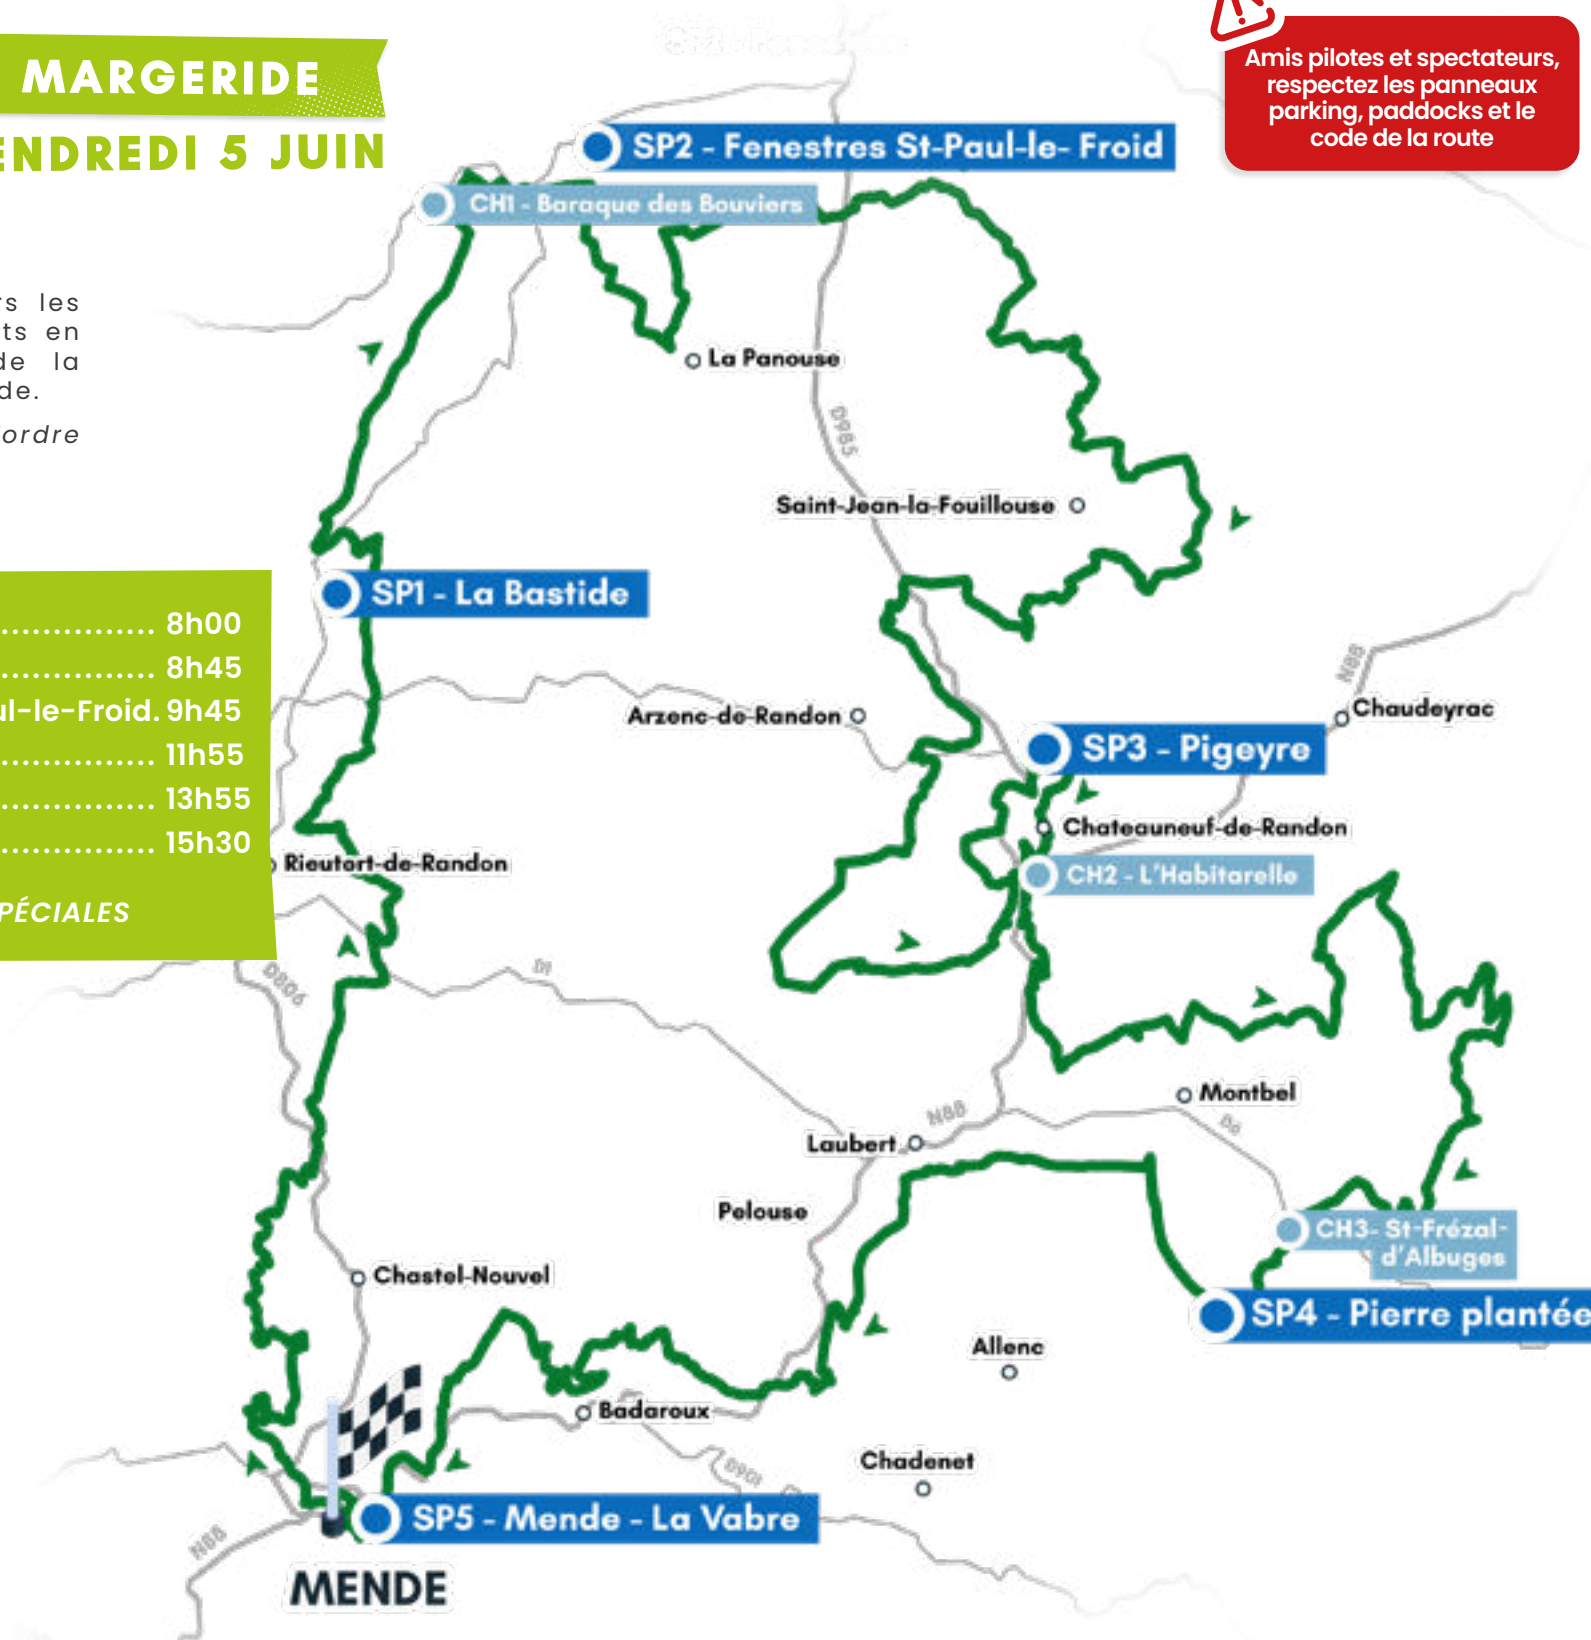 MARGERIDE
ENDREDI 5 JUIN
Amis pilotes et spectateurs,
respectez les panneaux
parking, paddocks et le
code de la route
rs les
ts en
de la
de.
ordre
............... 8h00
............... 8h45
ul-le-Froid. 9h45
............... 11h55
............... 13h55
............... 15h30
PÉCIALES
SP2 - Fenestres St-Paul-le- Froid
CH1 - Baraque des Bouviers
La Panouse
D985
Saint-Jean-la-Fouillouse
SP1 - La Bastide
N88
Arzenc-de-Randon
Chaudeyrac
SP3 - Pigeyre
Chateauneuf-de-Randon
Rieutort-de-Randon
CH2 - L'Habitarelle
D806
D1
Montbel
N88
D6
Laubert
Pelouse
CH3- St-Frézal-
d'Albuges
Chastel-Nouvel
SP4 - Pierre plantée
Allenc
Badaroux
Chadenet
D901
SP5 - Mende - La Vabre
N88
MENDE